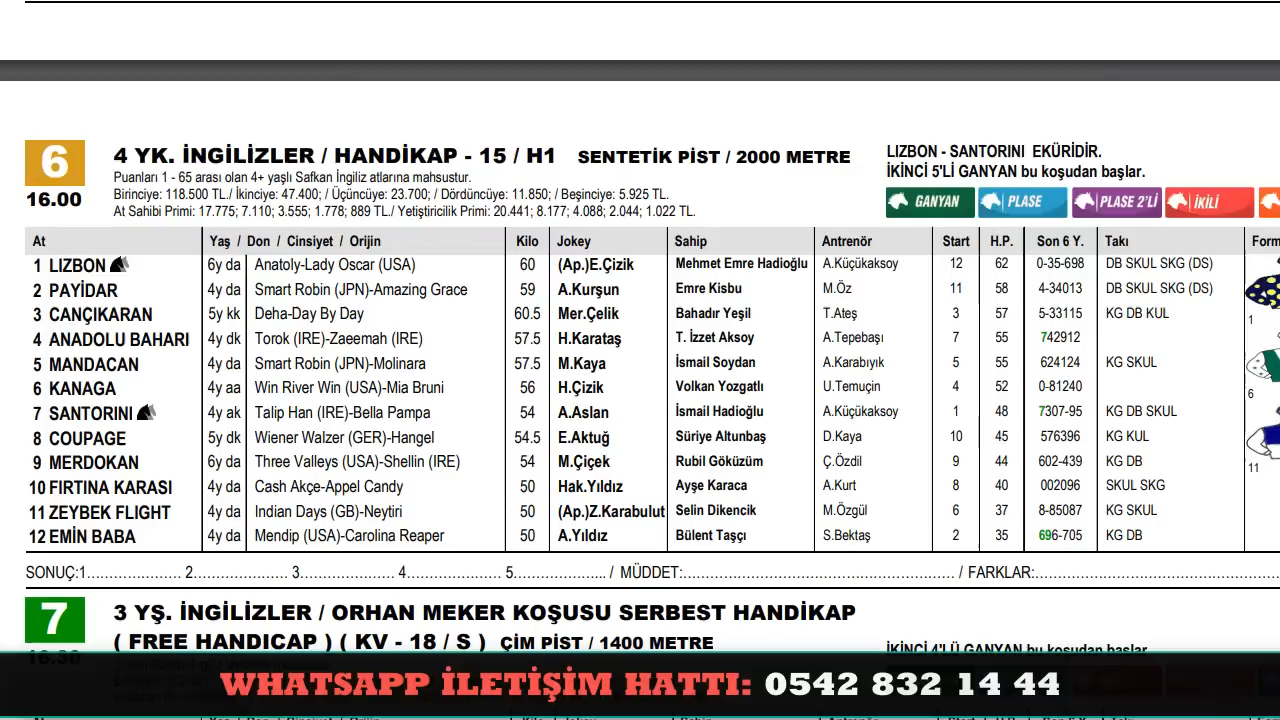 6
16.00
4 YK. İNGİLİZLER / HANDİKAP - 15 / H1 SENTETİK PİST / 2000 METRE
Puanları 1 - 65 arası olan 4+ yaşlı Safkan İngiliz atlarına mahsustur.
Birinciye: 118.500 TL./ İkinciye: 47.400; / Üçüncüye: 23.700; / Dördüncüye: 11.850; / Beşinciye: 5.925 TL.
At Sahibi Primi: 17.775; 7.110; 3.555; 1.778; 889 TL./ Yetiştiricilik Primi: 20.441; 8.177; 4.088; 2.044; 1.022 TL.
LIZBON - SANTORINI EKÜRİDİR.
İKİNCİ 5'Lİ GANYAN bu koşudan başlar.
GANYAN PLASE PLASE 2'Lİ İKİLİ
At Yaş / Don / Cinsiyet / Orijin Kilo Jokey Sahip Antrenör Start H.P. Son 6 Y. Takı Form
1 LIZBON 6y da Anatoly-Lady Oscar (USA) 60 (Ap.)E.Çizik Mehmet Emre Hadioğlu A.Küçükaksoy 12 62 0-35-698 DB SKUL SKG (DS)
2 PAYİDAR 4y da Smart Robin (JPN)-Amazing Grace 59 A.Kurşun Emre Kisbu M.Öz 11 58 4-34013 DB SKUL SKG (DS)
3 CANÇIKARAN 5y kk Deha-Day By Day 60.5 Mer.Çelik Bahadır Yeşil T.Ateş 3 57 5-33115 KG DB KUL
1
4 ANADOLU BAHARI 4y dk Torok (IRE)-Zaeemah (IRE) 57.5 H.Karataş T. İzzet Aksoy A.Tepebaşı 7 55 742912
5 MANDACAN 4y da Smart Robin (JPN)-Molinara 57.5 M.Kaya İsmail Soydan A.Karabıyık 5 55 624124 KG SKUL
6 KANAGA 4y aa Win River Win (USA)-Mia Bruni 56 H.Çizik Volkan Yozgatlı U.Temuçin 4 52 0-81240
6
7 SANTORINI 4y ak Talip Han (IRE)-Bella Pampa 54 A.Aslan İsmail Hadioğlu A.Küçükaksoy 1 48 7307-95 KG DB SKUL
8 COUPAGE 5y dk Wiener Walzer (GER)-Hangel 54.5 E.Aktuğ Süriye Altunbaş D.Kaya 10 45 576396 KG KUL
9 MERDOKAN 6y da Three Valleys (USA)-Shellin (IRE) 54 M.Çiçek Rubil Göküzüm Ç.Özdil 9 44 602-439 KG DB
11
10 FIRTINA KARASI 4y da Cash Akçe-Appel Candy 50 Hak.Yıldız Ayşe Karaca A.Kurt 8 40 002096 SKUL SKG
11 ZEYBEK FLIGHT 4y da Indian Days (GB)-Neytiri 50 (Ap.)Z.Karabulut Selin Dikencik M.Özgül 6 37 8-85087 KG SKUL
12 EMİN BABA 4y da Mendip (USA)-Carolina Reaper 50 A.Yıldız Bülent Taşçı S.Bektaş 2 35 696-705 KG DB
SONUÇ:1..................... 2..................... 3..................... 4..................... 5..................... / MÜDDET:............................................................ / FARKLAR:......................................................
7
16.30
3 YŞ. İNGİLİZLER / ORHAN MEKER KOŞUSU SERBEST HANDİKAP
( FREE HANDICAP ) ( KV - 18 / S ) ÇİM PİST / 1400 METRE
İKİNCİ 4'LÜ GANYAN bu koşudan başlar.
WHATSAPP İLETİŞİM HATTI: 0542 832 14 44